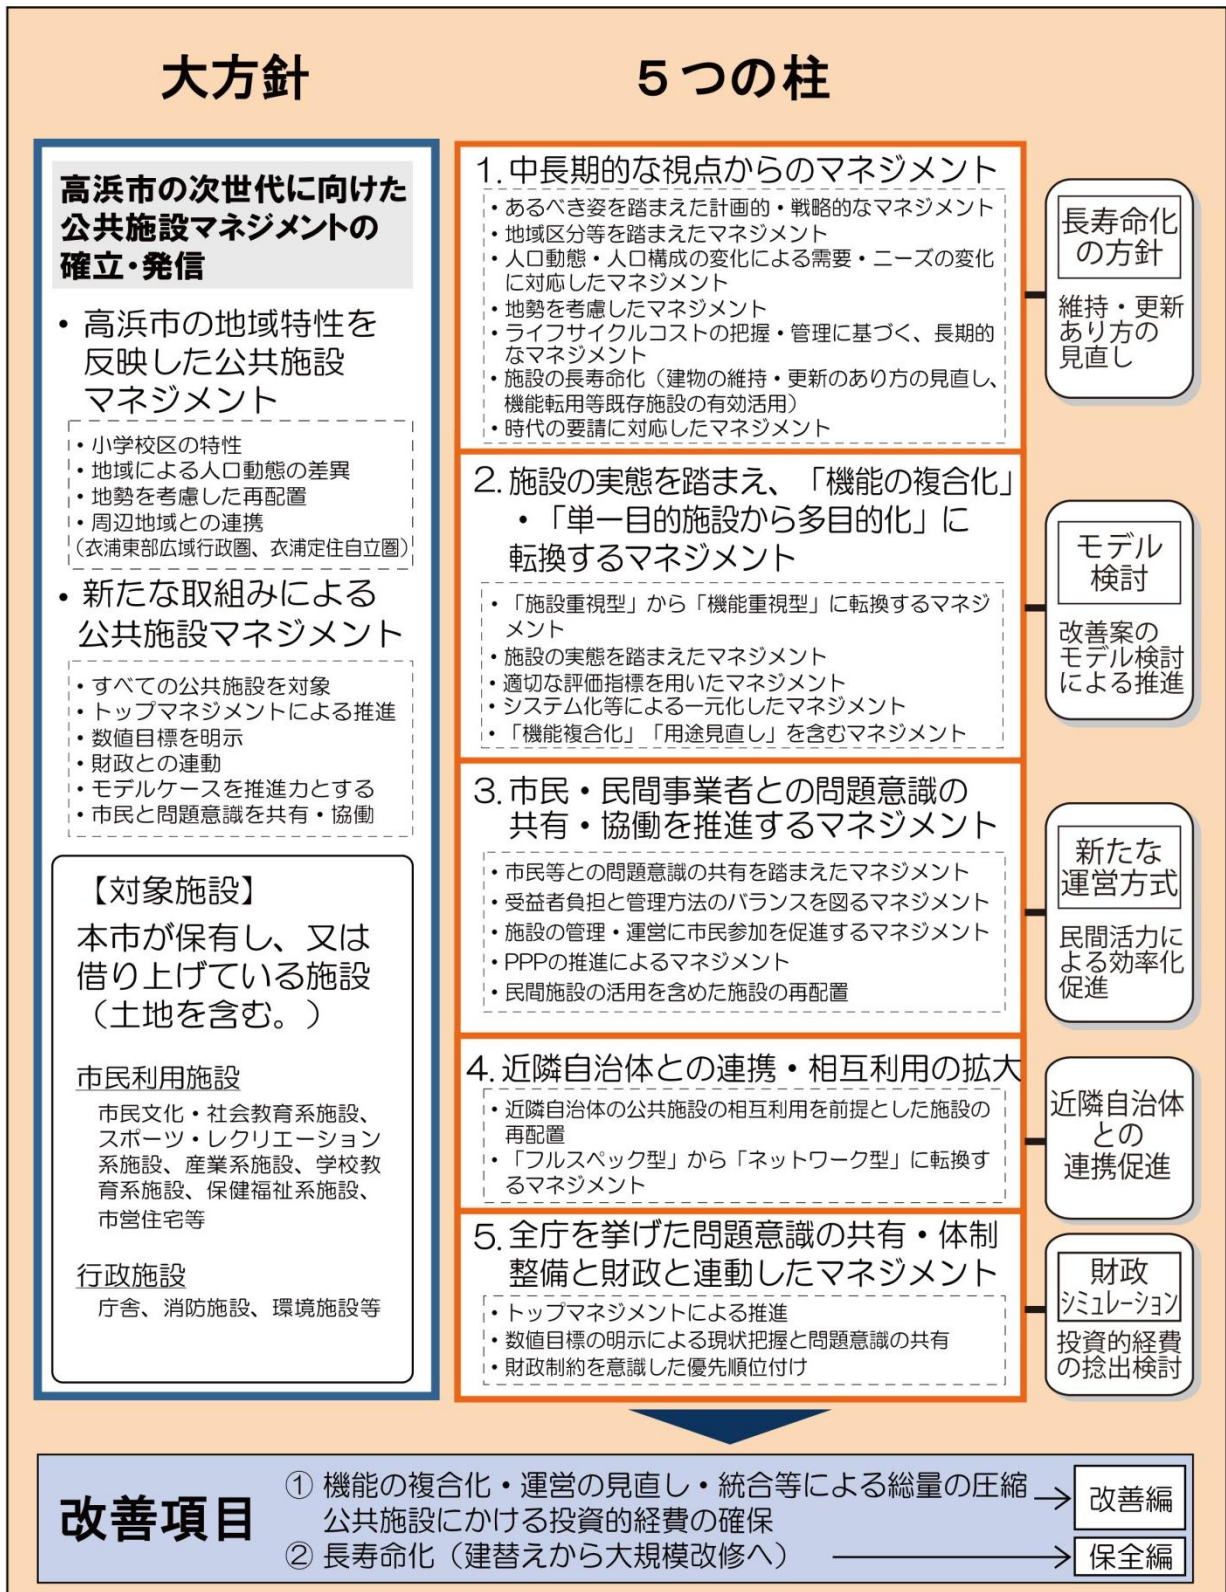 大方針
高浜市の次世代に向けた
公共施設マネジメントの
確立・発信
・高浜市の地域特性を
反映した公共施設
マネジメント
・小学校区の特性
・地域による人口動態の差異
・地勢を考慮した再配置
・周辺地域との連携
(衣浦東部広域行政圏、衣浦定住自立圏)
・新たな取組みによる
公共施設マネジメント
・すべての公共施設を対象
・トップマネジメントによる推進
・数値目標を明示
・財政との連動
・モデルケースを推進力とする
・市民と問題意識を共有・協働
【対象施設】
本市が保有し、又は
借り上げている施設
（土地を含む。）
市民利用施設
市民文化・社会教育系施設、
スポーツ・レクリエーション
系施設、産業系施設、学校教
育系施設、保健福祉系施設、
市営住宅等
行政施設
庁舎、消防施設、環境施設等
５つの柱
1. 中長期的な視点からのマネジメント
・あるべき姿を踏まえた計画的・戦略的なマネジメント
・地域区分等を踏まえたマネジメント
・人口動態・人口構成の変化による需要・ニーズの変化
に対応したマネジメント
・地勢を考慮したマネジメント
・ライフサイクルコストの把握・管理に基づく、長期的
なマネジメント
・施設の長寿命化（建物の維持・更新のあり方の見直し、
機能転用等既存施設の有効活用）
・時代の要請に対応したマネジメント
長寿命化
の方針
維持・更新
あり方の
見直し
2. 施設の実態を踏まえ、「機能の複合化」
・「単一目的施設から多目的化」に
転換するマネジメント
・「施設重視型」から「機能重視型」に転換するマネジ
メント
・施設の実態を踏まえたマネジメント
・適切な評価指標を用いたマネジメント
・システム化等による一元化したマネジメント
・「機能複合化」「用途見直し」を含むマネジメント
モデル
検討
改善案の
モデル検討
による推進
3. 市民・民間事業者との問題意識の
共有・協働を推進するマネジメント
・市民等との問題意識の共有を踏まえたマネジメント
・受益者負担と管理方法のバランスを図るマネジメント
・施設の管理・運営に市民参加を促進するマネジメント
・PPPの推進によるマネジメント
・民間施設の活用を含めた施設の再配置
新たな
運営方式
民間活力に
よる効率化
促進
4. 近隣自治体との連携・相互利用の拡大
・近隣自治体の公共施設の相互利用を前提とした施設の
再配置
・「フルスペック型」から「ネットワーク型」に転換す
るマネジメント
近隣自治体
との
連携促進
5. 全庁を挙げた問題意識の共有・体制
整備と財政と連動したマネジメント
・トップマネジメントによる推進
・数値目標の明示による現状把握と問題意識の共有
・財政制約を意識した優先順位付け
財政
シミュレーション
投資的経費
の捻出検討
改善項目
① 機能の複合化・運営の見直し・統合等による総量の圧縮
公共施設にかける投資的経費の確保
→ 改善編
② 長寿命化（建替えから大規模改修へ）
→ 保全編